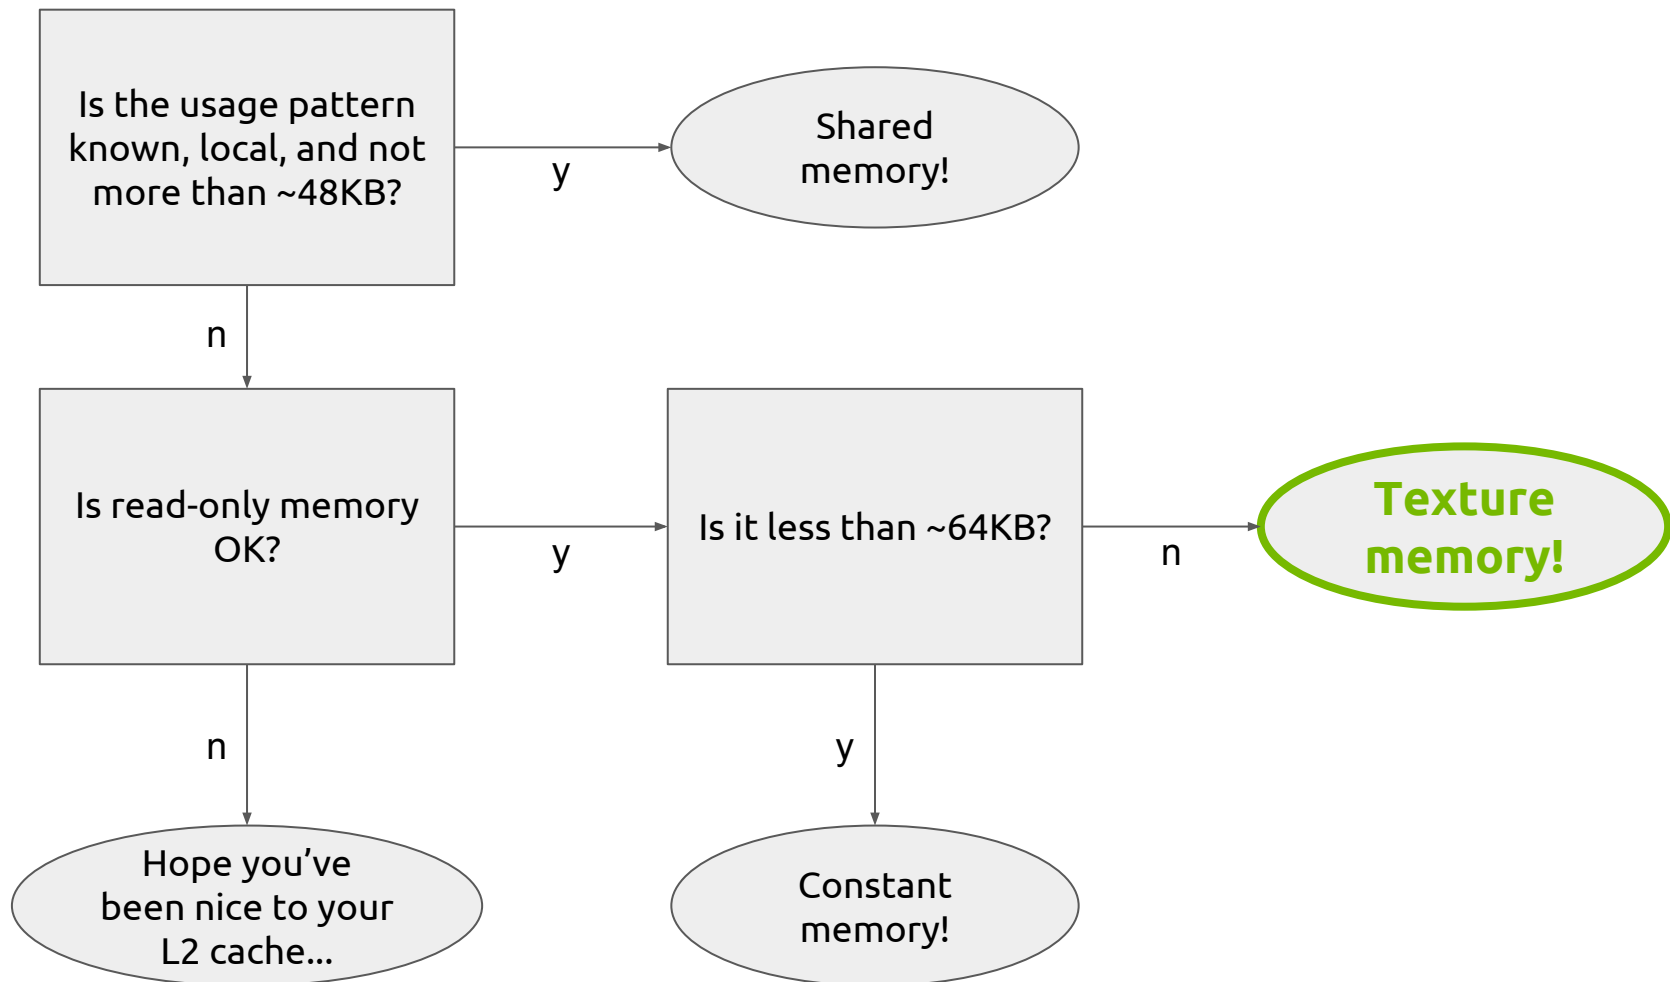 Is the usage pattern
known, local, and not
more than ~48KB?
y
Shared
memory!
n
Is read-only memory
OK?
y
Is it less than ~64KB?
n
Texture
memory!
n
y
Hope you’ve
been nice to your
L2 cache...
Constant
memory!